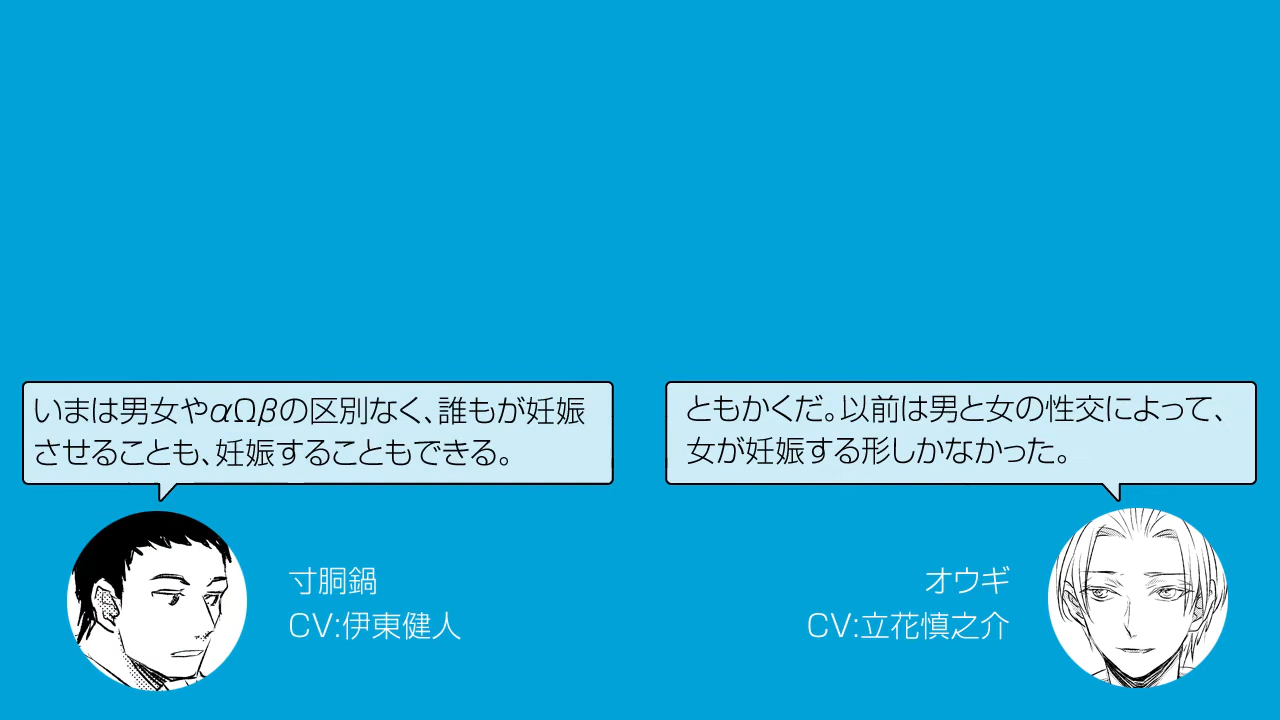 いまは男女やαΩβの区別なく、誰もが妊娠
させることも、妊娠することもできる。
寸胴鍋
CV:伊東健人
ともかくだ。以前は男と女の性交によって、
女が妊娠する形しかなかった。
オウギ
CV:立花慎之介